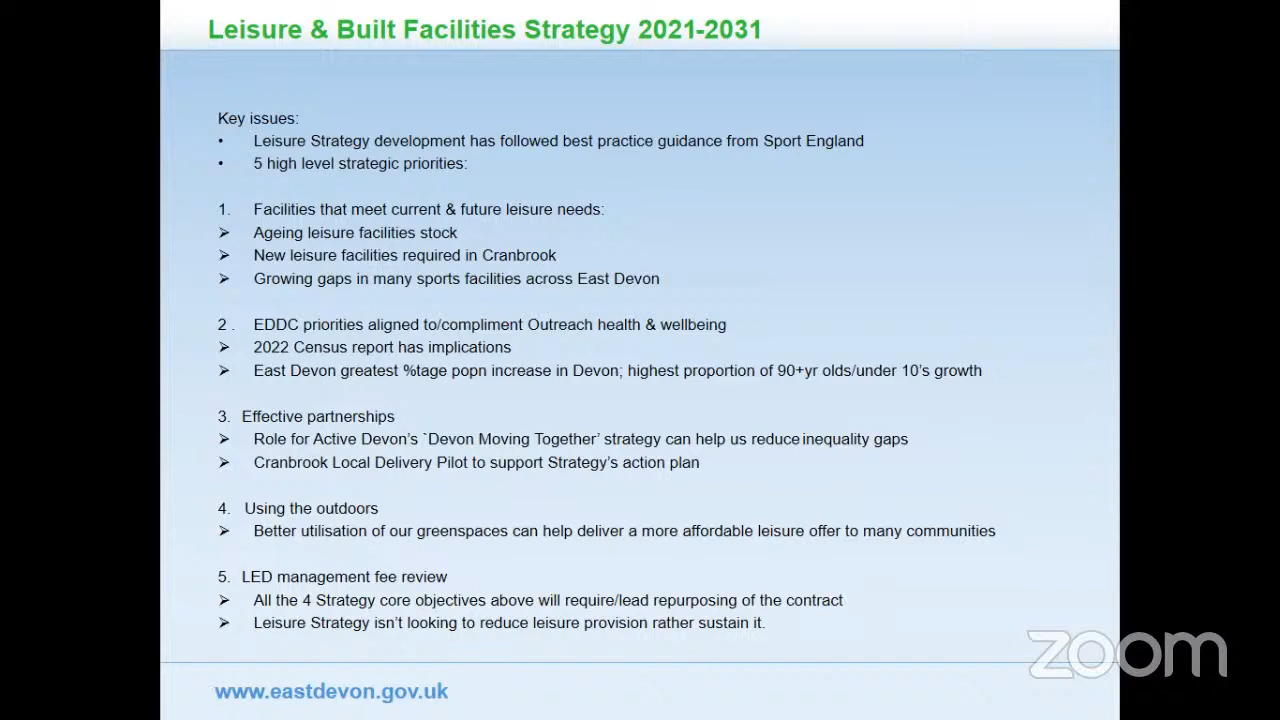 Leisure & Built Facilities Strategy 2021-2031
Key issues:
• Leisure Strategy development has followed best practice guidance from Sport England
• 5 high level strategic priorities:
1. Facilities that meet current & future leisure needs:
➢ Ageing leisure facilities stock
➢ New leisure facilities required in Cranbrook
➢ Growing gaps in many sports facilities across East Devon
2 . EDDC priorities aligned to/compliment Outreach health & wellbeing
➢ 2022 Census report has implications
➢ East Devon greatest %tage popn increase in Devon; highest proportion of 90+yr olds/under 10's growth
3. Effective partnerships
➢ Role for Active Devon's `Devon Moving Together' strategy can help us reduce inequality gaps
➢ Cranbrook Local Delivery Pilot to support Strategy's action plan
4. Using the outdoors
➢ Better utilisation of our greenspaces can help deliver a more affordable leisure offer to many communities
5. LED management fee review
➢ All the 4 Strategy core objectives above will require/lead repurposing of the contract
➢ Leisure Strategy isn't looking to reduce leisure provision rather sustain it.
zoom
www.eastdevon.gov.uk